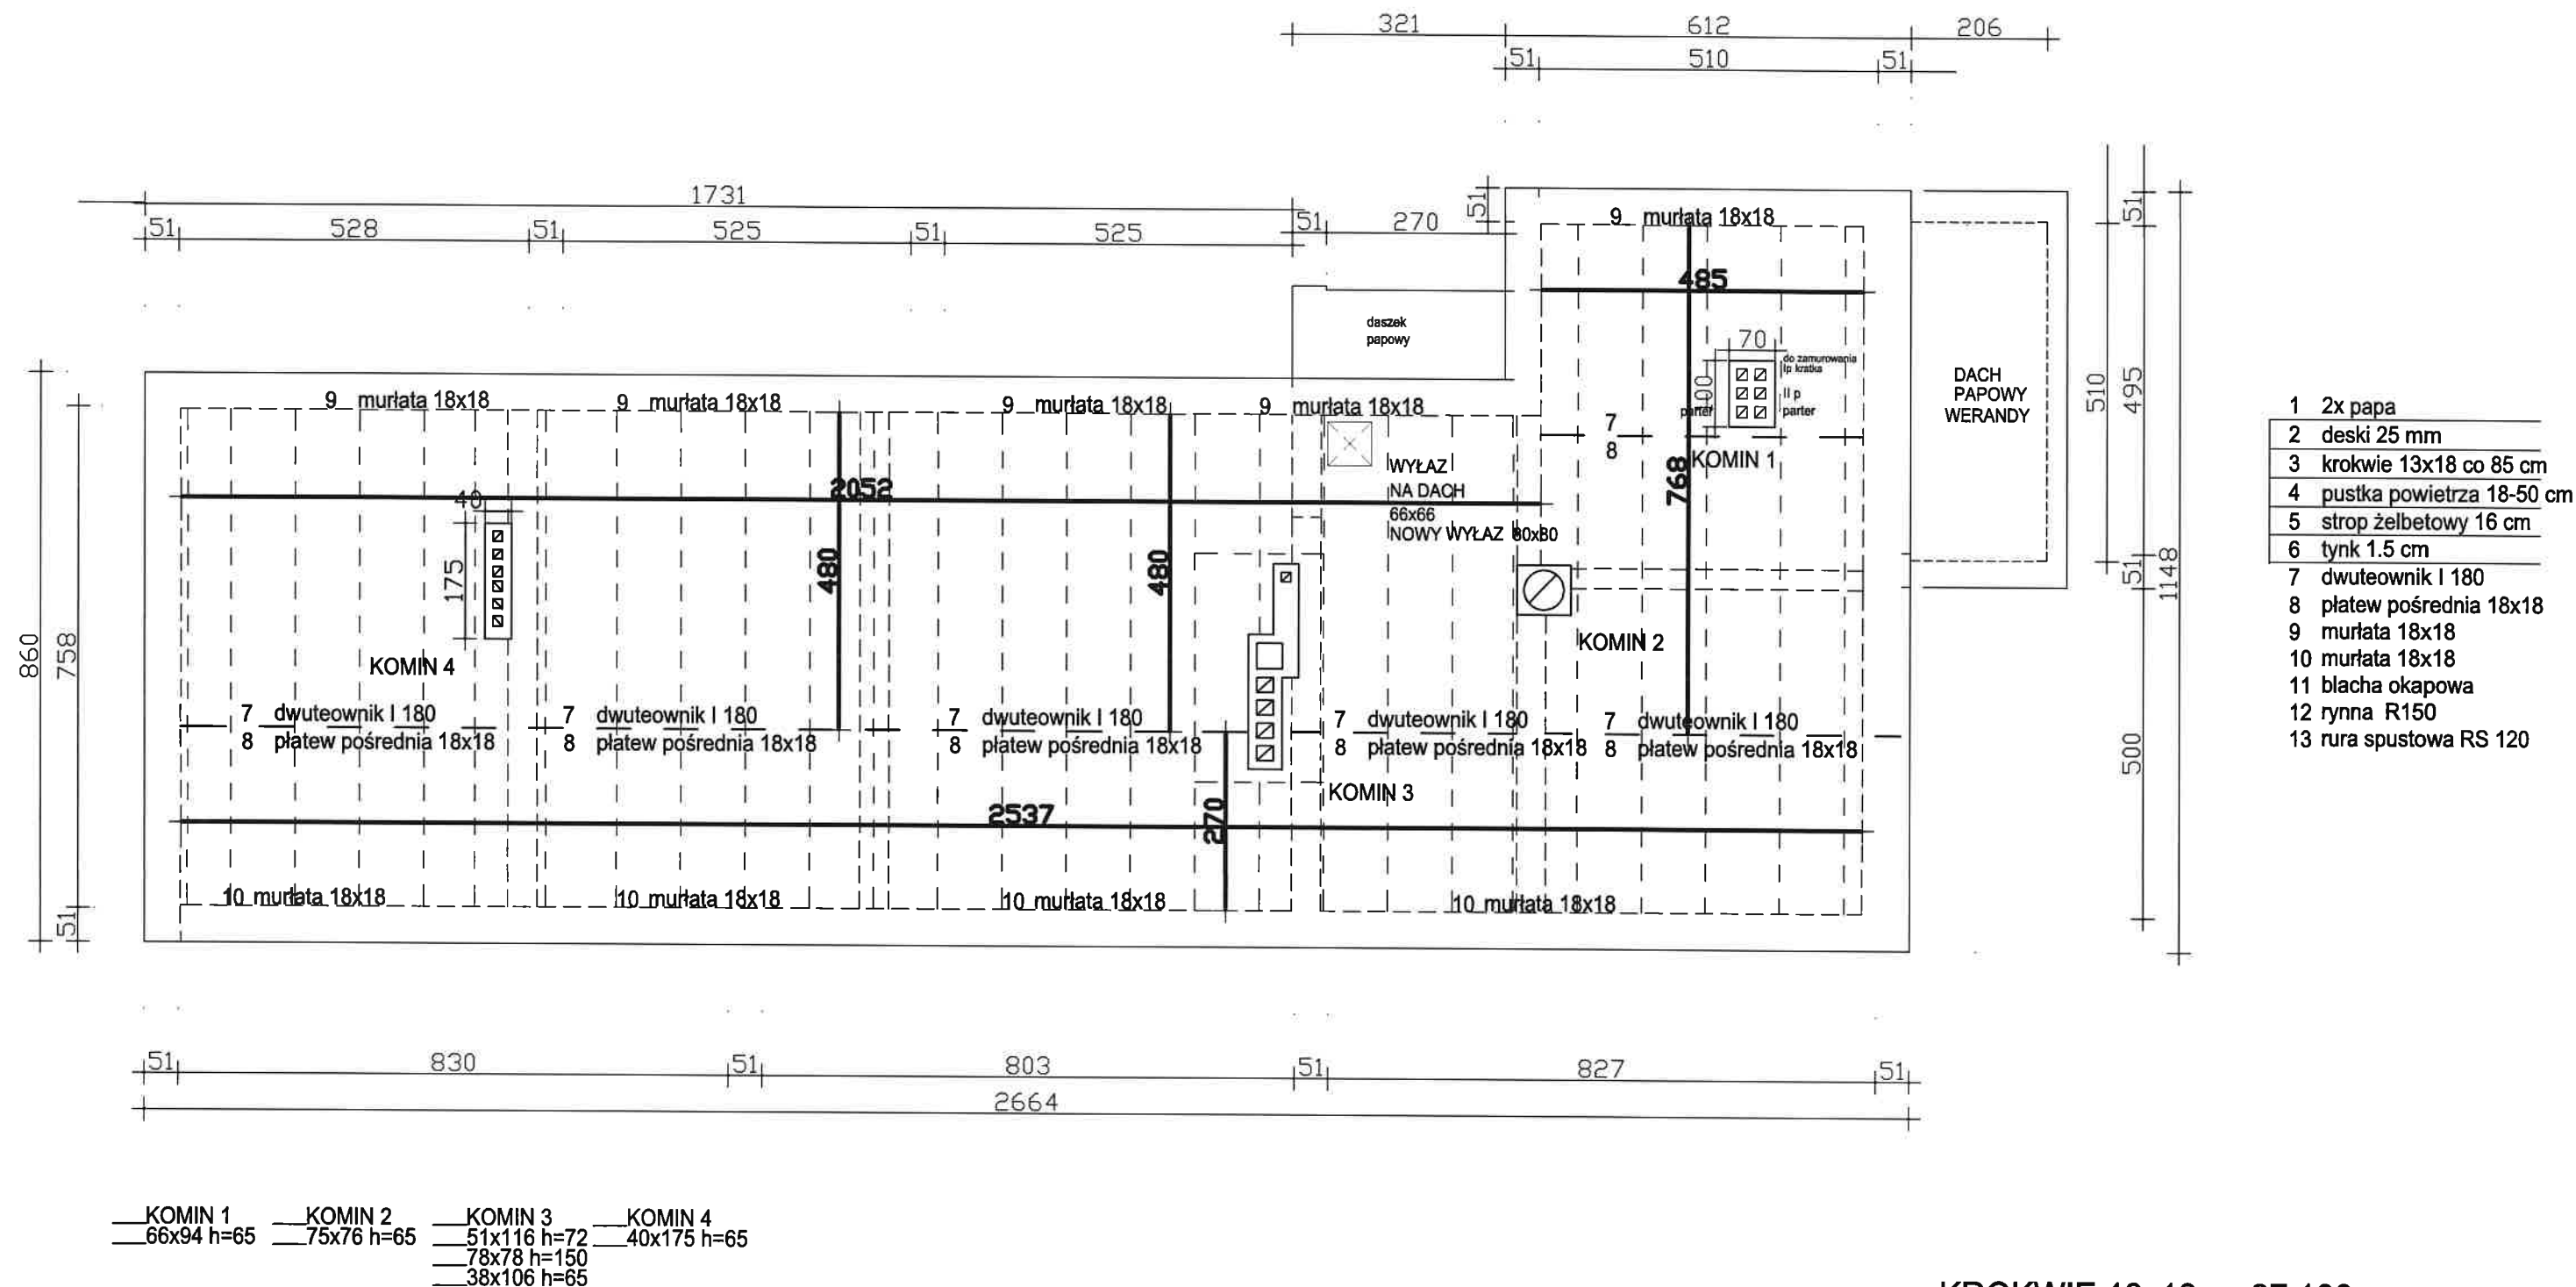 321 612 206
51 510 51
1731
51 528 51 525 51 525 51 270
51
9 murłata 18x18
485
51
daszek
papowy
70
do zamurowania
Ip kratka
II p
parter
parter
DACH
PAPOWY
WERANDY
510
495
51
1148
500
860
758
51
9 murłata 18x18
9 murłata 18x18
9 murłata 18x18
9 murłata 18x18
7
8
KOMIN 1
768
WYŁAZ
NA DACH
66x66
NOWY WYŁAZ 80x80
2052
40
175
480
480
KOMIN 4
KOMIN 2
7 dwuteownik I 180
8 płatew pośrednia 18x18
7 dwuteownik I 180
8 płatew pośrednia 18x18
7 dwuteownik I 180
8 płatew pośrednia 18x18
7 dwuteownik I 180
8 płatew pośrednia 18x18
7 dwuteownik I 180
8 płatew pośrednia 18x18
KOMIN 3
2537
270
10 murłata 18x18
10 murłata 18x18
10 murłata 18x18
10 murłata 18x18
1 2x papa
2 deski 25 mm
3 krokwie 13x18 co 85 cm
4 pustka powietrza 18-50 cm
5 strop żelbetowy 16 cm
6 tynk 1.5 cm
7 dwuteownik I 180
8 płatew pośrednia 18x18
9 murłata 18x18
10 murłata 18x18
11 blacha okapowa
12 rynna R150
13 rura spustowa RS 120
51 830 51 803 51 827 51
2664
KOMIN 1
66x94 h=65
KOMIN 2
75x76 h=65
KOMIN 3
51x116 h=72
78x78 h=150
38x106 h=65
KOMIN 4
40x175 h=65